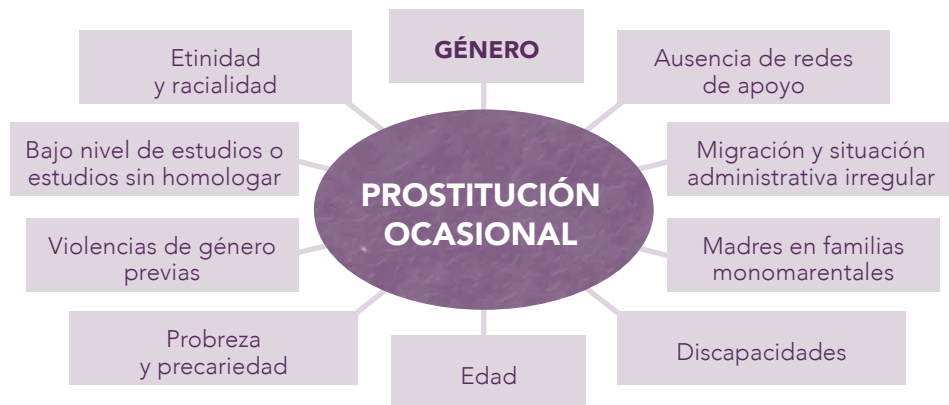 GÉNERO
Etinidad
y racialidad
Ausencia de redes
de apoyo
Bajo nivel de estudios o
estudios sin homologar
Migración y situación
administrativa irregular
PROSTITUCIÓN
OCASIONAL
Violencias de género
previas
Madres en familias
monomarentales
Probreza
y precariedad
Edad
Discapacidades